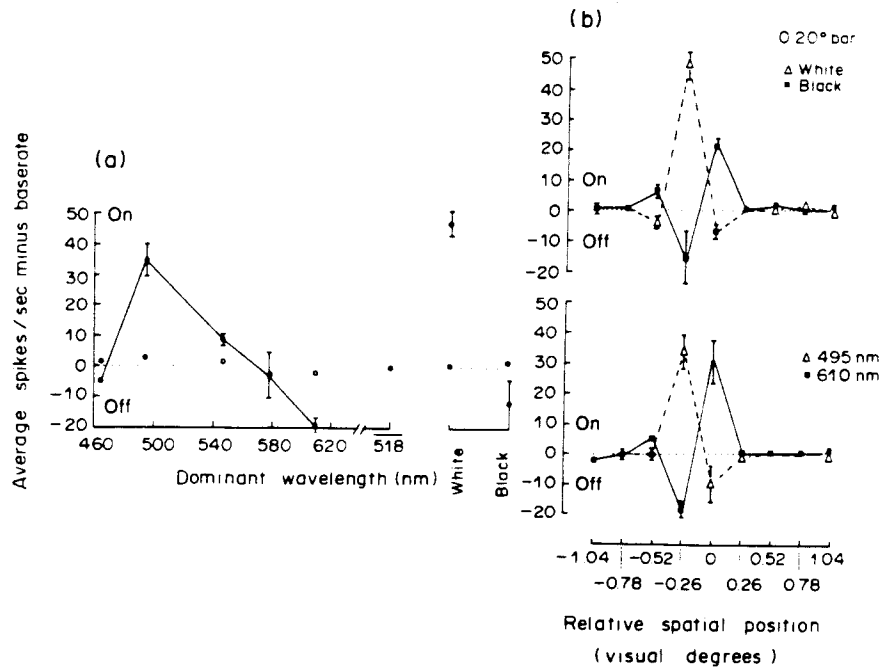 (a)
Average spikes/sec minus baserate
50
40
30
20
10
0
-10
-20
On
Off
460 500 540 580 620 518
Dominant wavelength (nm)
White
Black
(b)
0.20° bar
△ White
▪ Black
50
40
30
20
10
0
-10
-20
On
Off
△ 495 nm
▪ 610 nm
50
40
30
20
10
0
-10
-20
On
Off
-1.04 -0.52 0 0.52 1.04
-0.78 -0.26 0.26 0.78
Relative spatial position
(visual degrees)